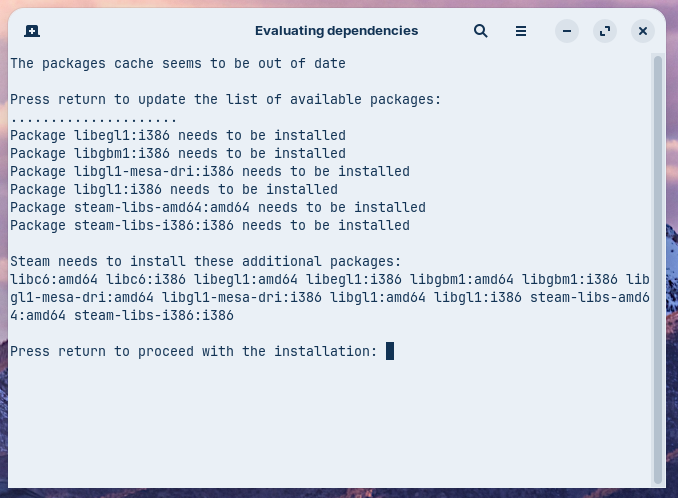 Evaluating dependencies
The packages cache seems to be out of date
Press return to update the list of available packages:
.....................
Package libegl1:i386 needs to be installed
Package libgbm1:i386 needs to be installed
Package libgl1-mesa-dri:i386 needs to be installed
Package libgl1:i386 needs to be installed
Package steam-libs-amd64:amd64 needs to be installed
Package steam-libs-i386:i386 needs to be installed
Steam needs to install these additional packages:
libc6:amd64 libc6:i386 libegl1:amd64 libegl1:i386 libgbm1:amd64 libgbm1:i386 lib
gl1-mesa-dri:amd64 libgl1-mesa-dri:i386 libgl1:amd64 libgl1:i386 steam-libs-amd6
4:amd64 steam-libs-i386:i386
Press return to proceed with the installation: